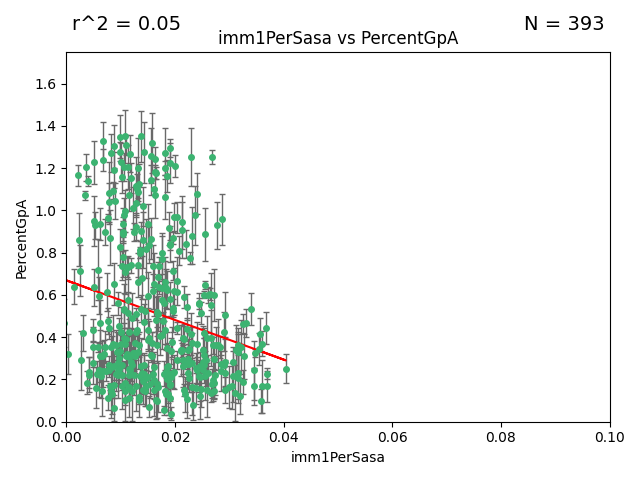 r^2 = 0.05
N = 393
imm1PerSasa vs PercentGpA
PercentGpA
1.6
1.4
1.2
1.0
0.8
0.6
0.4
0.2
0.0
0.00 0.02 0.04 0.06 0.08 0.10
imm1PerSasa